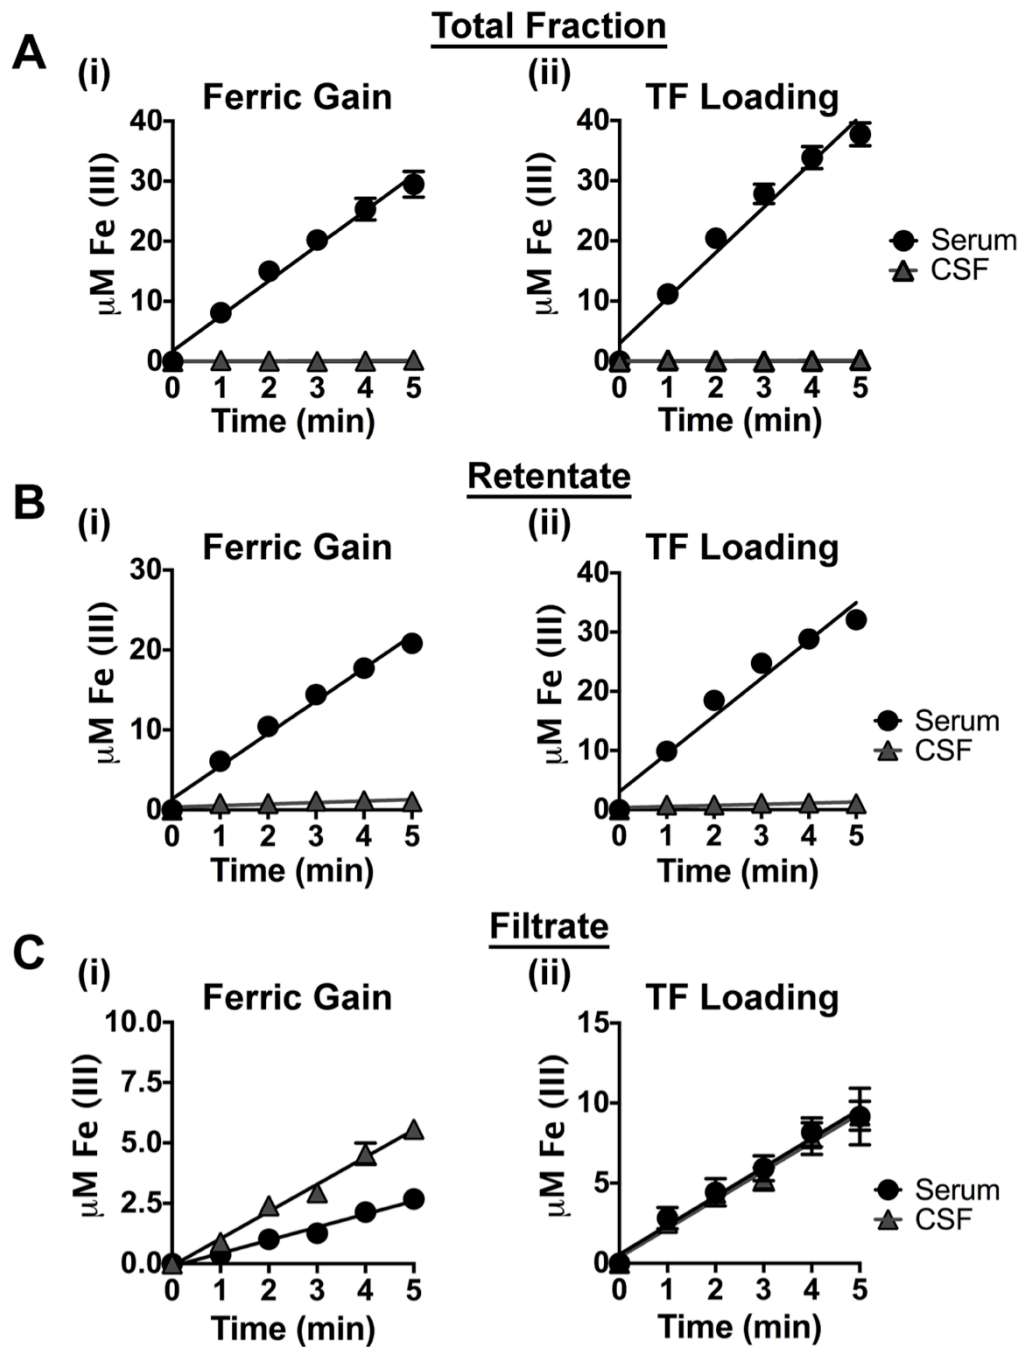 Total Fraction
A
(i)
(ii)
Ferric Gain
TF Loading
40
30
20
10
0
μM Fe (III)
0 1 2 3 4 5
Time (min)
40
30
20
10
0
μM Fe (III)
0 1 2 3 4 5
Time (min)
Serum
CSF
Retentate
B
(i)
(ii)
Ferric Gain
TF Loading
30
20
10
0
μM Fe (III)
0 1 2 3 4 5
Time (min)
40
30
20
10
0
μM Fe (III)
0 1 2 3 4 5
Time (min)
Serum
CSF
Filtrate
C
(i)
(ii)
Ferric Gain
TF Loading
10.0
7.5
5.0
2.5
0.0
μM Fe (III)
0 1 2 3 4 5
Time (min)
15
10
5
0
μM Fe (III)
0 1 2 3 4 5
Time (min)
Serum
CSF